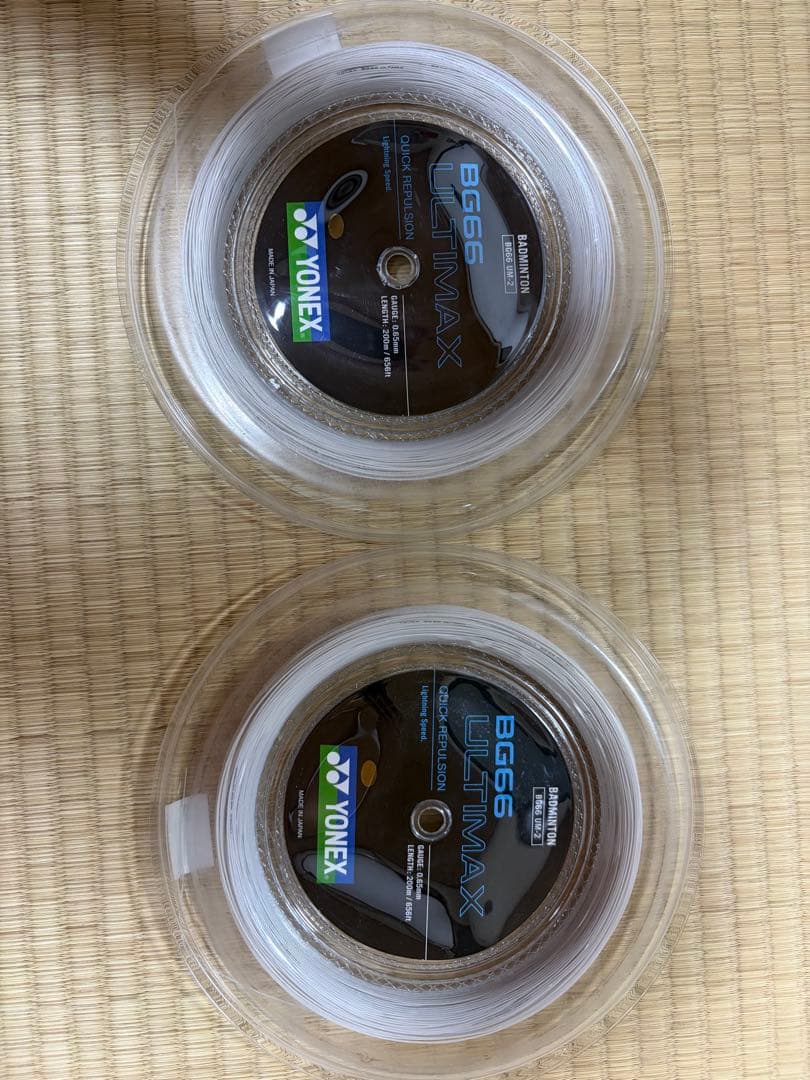 BADMINTON
BG66 UM-2
BG66
ULTIMAX
QUICK REPULSION
Lightning Speed.
GAUGE: 0.65mm
LENGTH: 200m / 656ft
YONEX
MADE IN JAPAN
BADMINTON
BG66 UM-2
BG66
ULTIMAX
QUICK REPULSION
Lightning Speed.
GAUGE: 0.65mm
LENGTH: 200m / 656ft
YONEX
MADE IN JAPAN